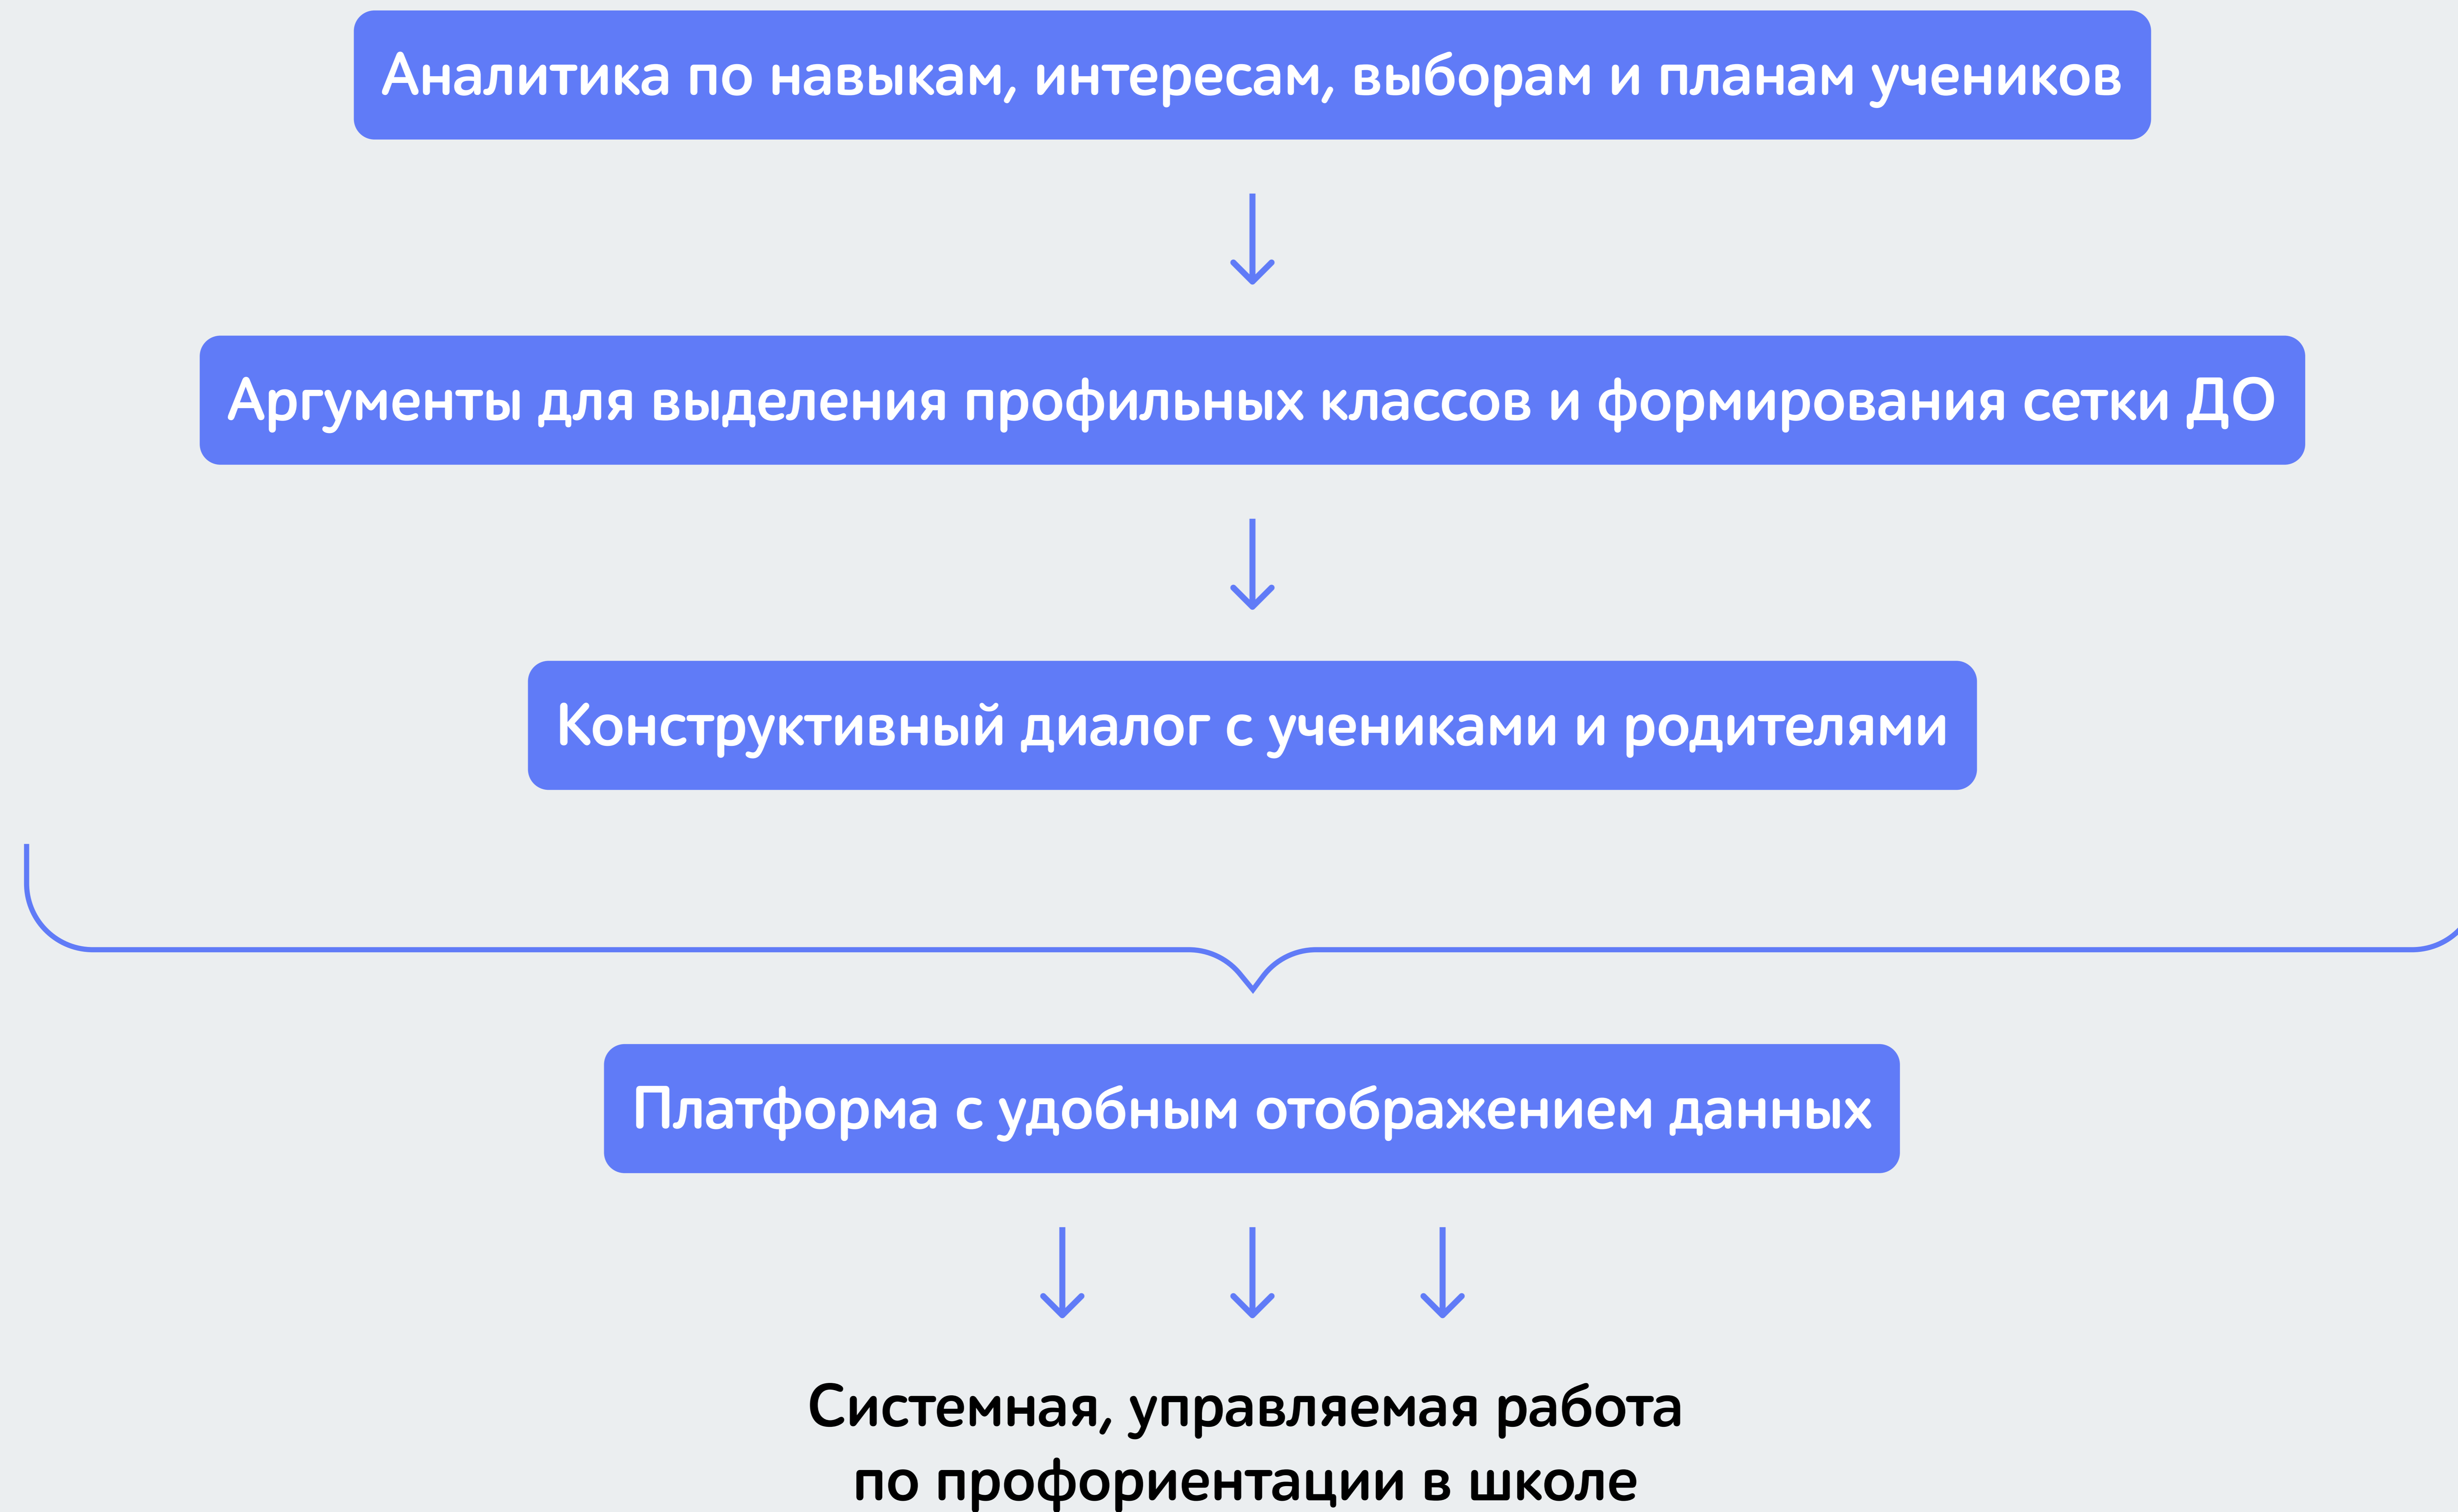 Аналитика по навыкам, интересам, выборам и планам учеников
Аргументы для выделения профильных классов и формирования сетки ДО
Конструктивный диалог с учениками и родителями
Платформа с удобным отображением данных
Системная, управляемая работа
по профориентации в школе